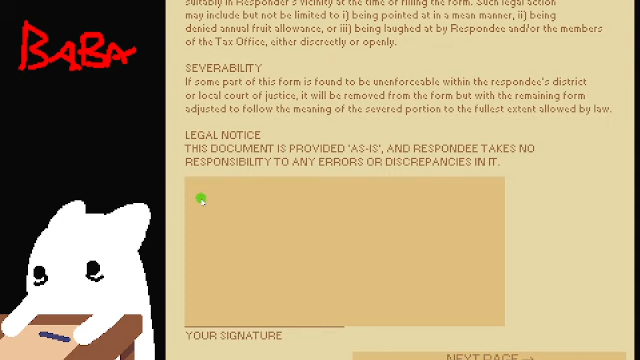 BABA
suitably in Responder's vicinity at the time of filling the form. Such legal action
may include but not be limited to i) being pointed at in a mean manner, ii) being
denied annual fruit allowance, or iii) being laughed at by Respondee and/or the members
of the Tax Office, either discreetly or openly.
SEVERABILITY
If some part of this form is found to be unenforceable within the respondee's district
or local court of justice, it will be removed from the form but with the remaining form
adjusted to follow the meaning of the severed portion to the fullest extent allowed by law.
LEGAL NOTICE
THIS DOCUMENT IS PROVIDED 'AS-IS', AND RESPONDEE TAKES NO
RESPONSIBILITY TO ANY ERRORS OR DISCREPANCIES IN IT.
YOUR SIGNATURE
NEXT PAGE →